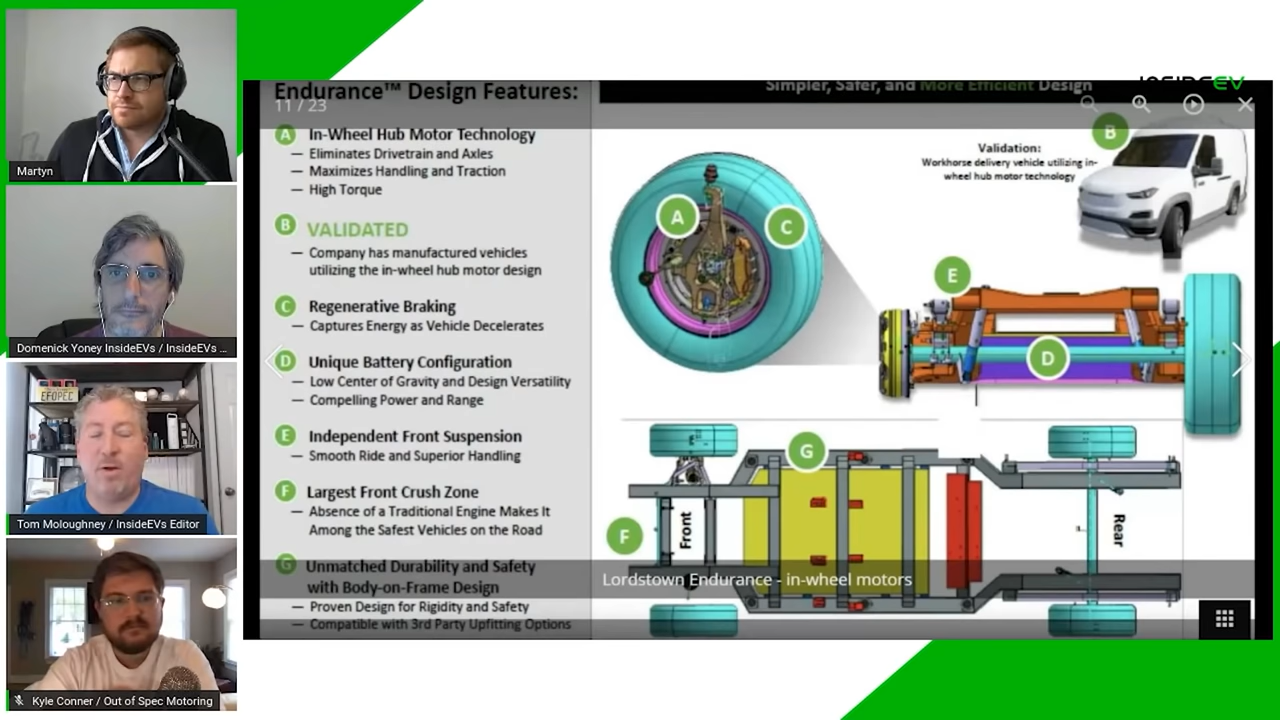 Martyn
Domenick Yoney InsideEVs / InsideEVs ...
EFOPEC
Tom Moloughney / InsideEVs Editor
Kyle Conner / Out of Spec Motoring
INSIDEEV
Endurance™ Design Features:
11 / 23
A In-Wheel Hub Motor Technology
— Eliminates Drivetrain and Axles
— Maximizes Handling and Traction
— High Torque
B VALIDATED
— Company has manufactured vehicles
utilizing the in-wheel hub motor design
C Regenerative Braking
— Captures Energy as Vehicle Decelerates
D Unique Battery Configuration
— Low Center of Gravity and Design Versatility
— Compelling Power and Range
E Independent Front Suspension
— Smooth Ride and Superior Handling
F Largest Front Crush Zone
— Absence of a Traditional Engine Makes It
Among the Safest Vehicles on the Road
G Unmatched Durability and Safety
with Body-on-Frame Design
— Proven Design for Rigidity and Safety
— Compatible with 3rd Party Upfitting Options
Simpler, Safer, and More Efficient Design
Validation:
Workhorse delivery vehicle utilizing in-
wheel hub motor technology
B
A
C
E
D
G
F
Front
Rear
Lordstown Endurance - in-wheel motors